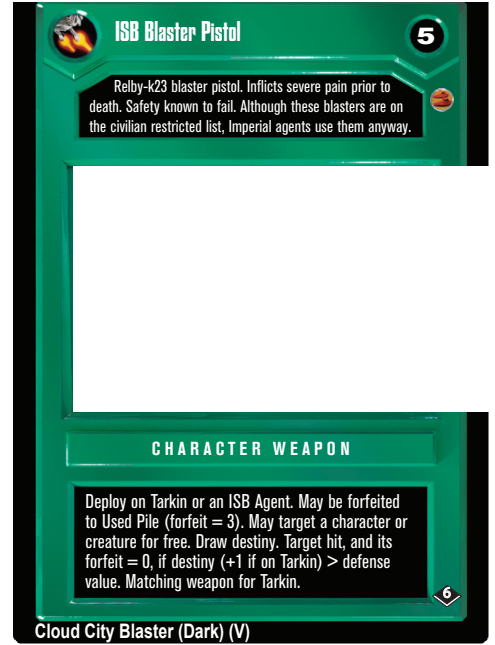 ISB Blaster Pistol
5
Relby-k23 blaster pistol. Inflicts severe pain prior to
death. Safety known to fail. Although these blasters are on
the civilian restricted list, Imperial agents use them anyway.
CHARACTER WEAPON
Deploy on Tarkin or an ISB Agent. May be forfeited
to Used Pile (forfeit = 3). May target a character or
creature for free. Draw destiny. Target hit, and its
forfeit = 0, if destiny (+1 if on Tarkin) > defense
value. Matching weapon for Tarkin.
6
Cloud City Blaster (Dark) (V)